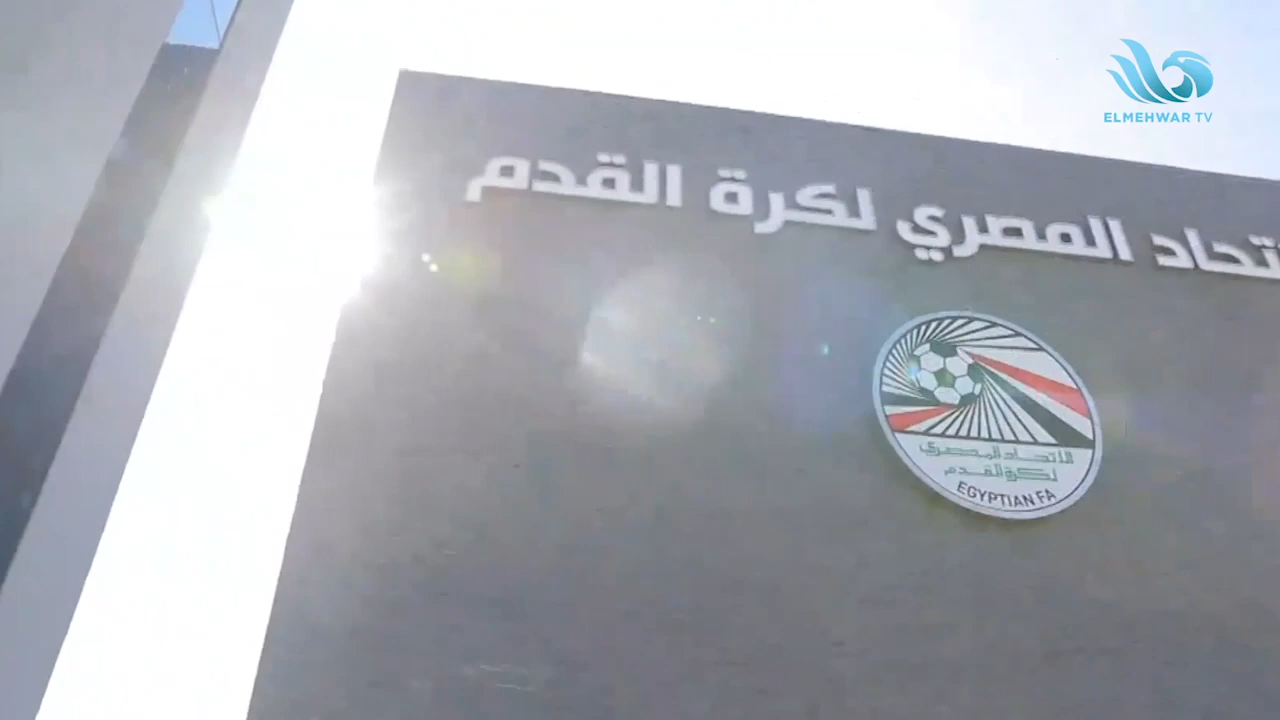 ELMEHWAR TV
تحاد المصري لكرة القدم
الاتحاد المصري
لكرة القدم
EGYPTIAN FA